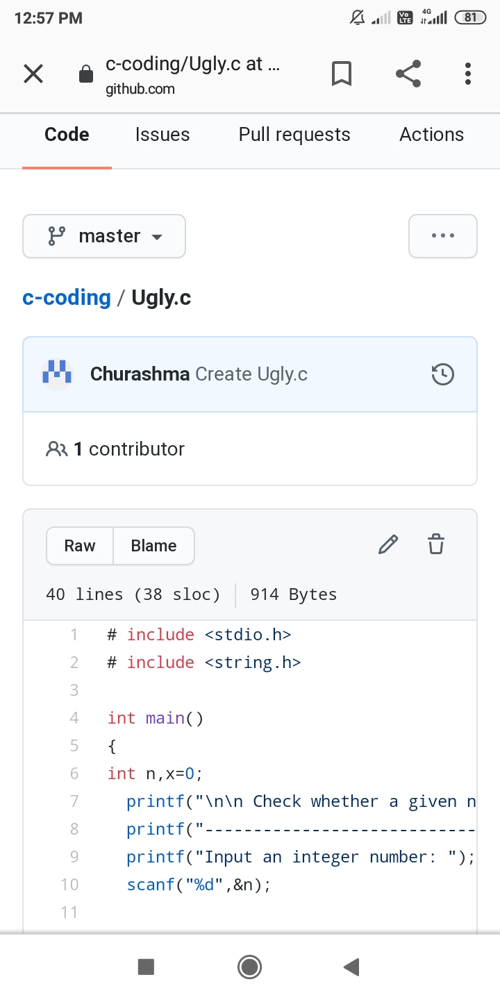 12:57 PM
Vo LTE 4G 81
c-coding/Ugly.c at ...
github.com
Code Issues Pull requests Actions
master
c-coding / Ugly.c
Churashma Create Ugly.c
1 contributor
Raw Blame
40 lines (38 sloc) 914 Bytes
1 # include <stdio.h>
2 # include <string.h>
3
4 int main()
5 {
6 int n,x=0;
7 printf("\n\n Check whether a given n
8 printf("----------------------------
9 printf("Input an integer number: ");
10 scanf("%d",&n);
11